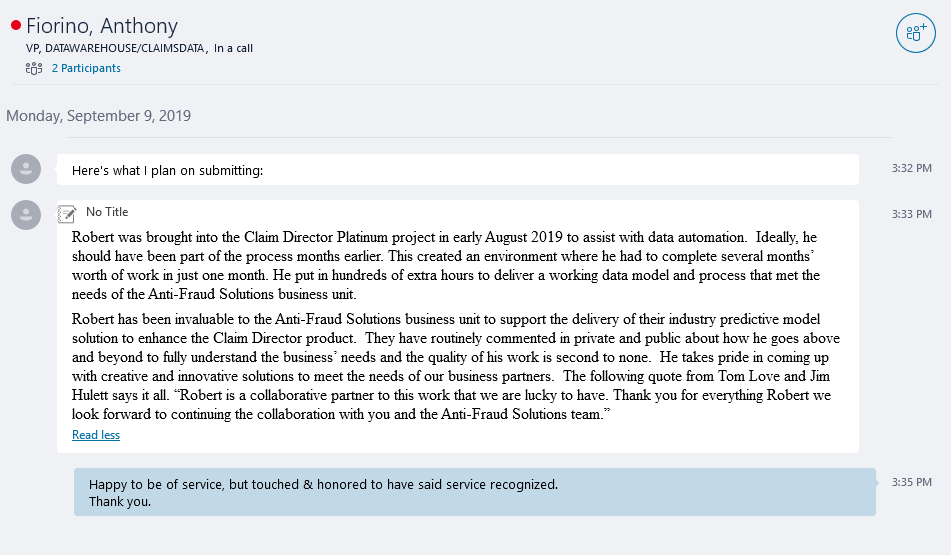 Fiorino, Anthony
VP, DATAWAREHOUSE/CLAIMSDATA, In a call
2 Participants
Monday, September 9, 2019
Here's what I plan on submitting:
3:32 PM
No Title
3:33 PM
Robert was brought into the Claim Director Platinum project in early August 2019 to assist with data automation.  Ideally, he
should have been part of the process months earlier. This created an environment where he had to complete several months’
worth of work in just one month. He put in hundreds of extra hours to deliver a working data model and process that met the
needs of the Anti-Fraud Solutions business unit.
Robert has been invaluable to the Anti-Fraud Solutions business unit to support the delivery of their industry predictive model
solution to enhance the Claim Director product.  They have routinely commented in private and public about how he goes above
and beyond to fully understand the business’ needs and the quality of his work is second to none.  He takes pride in coming up
with creative and innovative solutions to meet the needs of our business partners.  The following quote from Tom Love and Jim
Hulett says it all. “Robert is a collaborative partner to this work that we are lucky to have. Thank you for everything Robert we
look forward to continuing the collaboration with you and the Anti-Fraud Solutions team.”
Read less
Happy to be of service, but touched & honored to have said service recognized.
3:35 PM
Thank you.